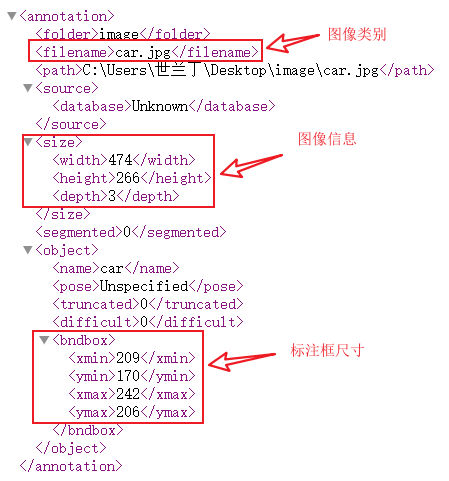 <annotation>
<folder>image</folder>
图像类别
<filename>car.jpg</filename>
<path>C:\Users\世兰丁\Desktop\image\car.jpg</path>
<source>
<database>Unknown</database>
</source>
<size>
图像信息
<width>474</width>
<height>266</height>
<depth>3</depth>
</size>
<segmented>0</segmented>
<object>
<name>car</name>
<pose>Unspecified</pose>
<truncated>0</truncated>
<difficult>0</difficult>
<bndbox>
标注框尺寸
<xmin>209</xmin>
<ymin>170</ymin>
<xmax>242</xmax>
<ymax>206</ymax>
</bndbox>
</object>
</annotation>